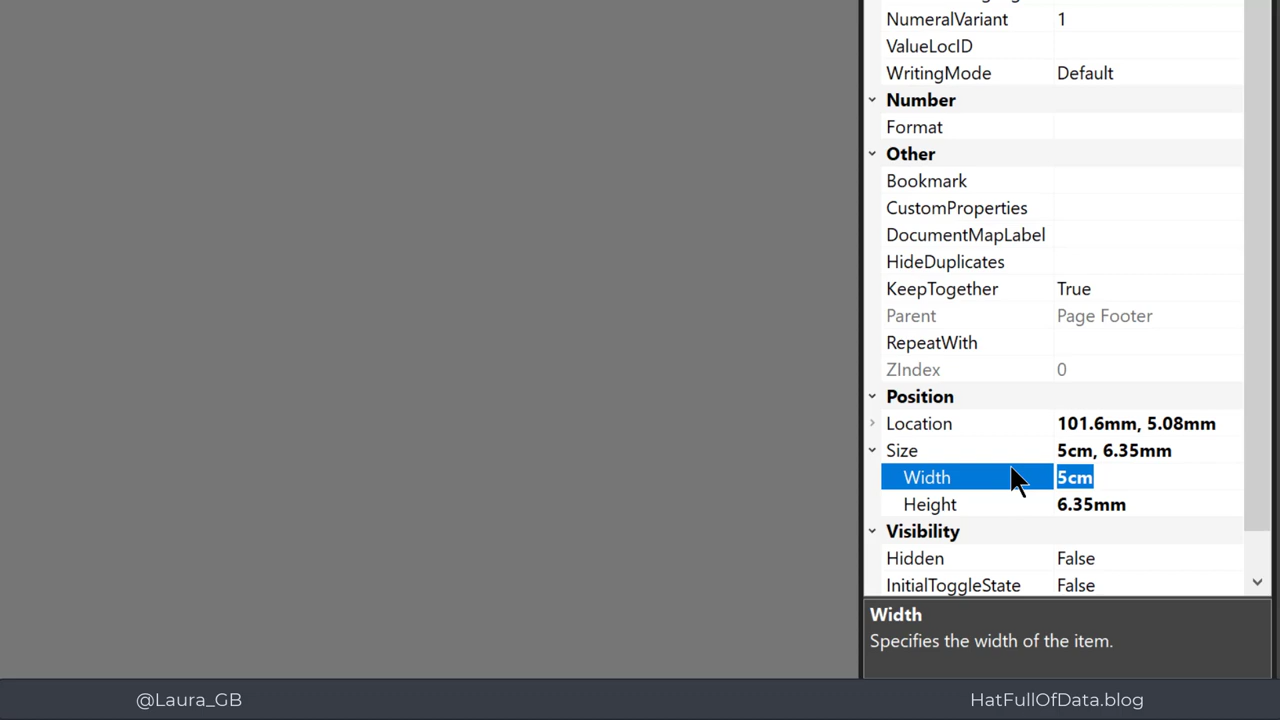 NumeralVariant 1
ValueLocID
WritingMode Default
Number
Format
Other
Bookmark
CustomProperties
DocumentMapLabel
HideDuplicates
KeepTogether True
Parent Page Footer
RepeatWith
ZIndex 0
Position
Location 101.6mm, 5.08mm
Size 5cm, 6.35mm
Width 5cm
Height 6.35mm
Visibility
Hidden False
InitialToggleState False
Width
Specifies the width of the item.
@Laura_GB HatFullOfData.blog